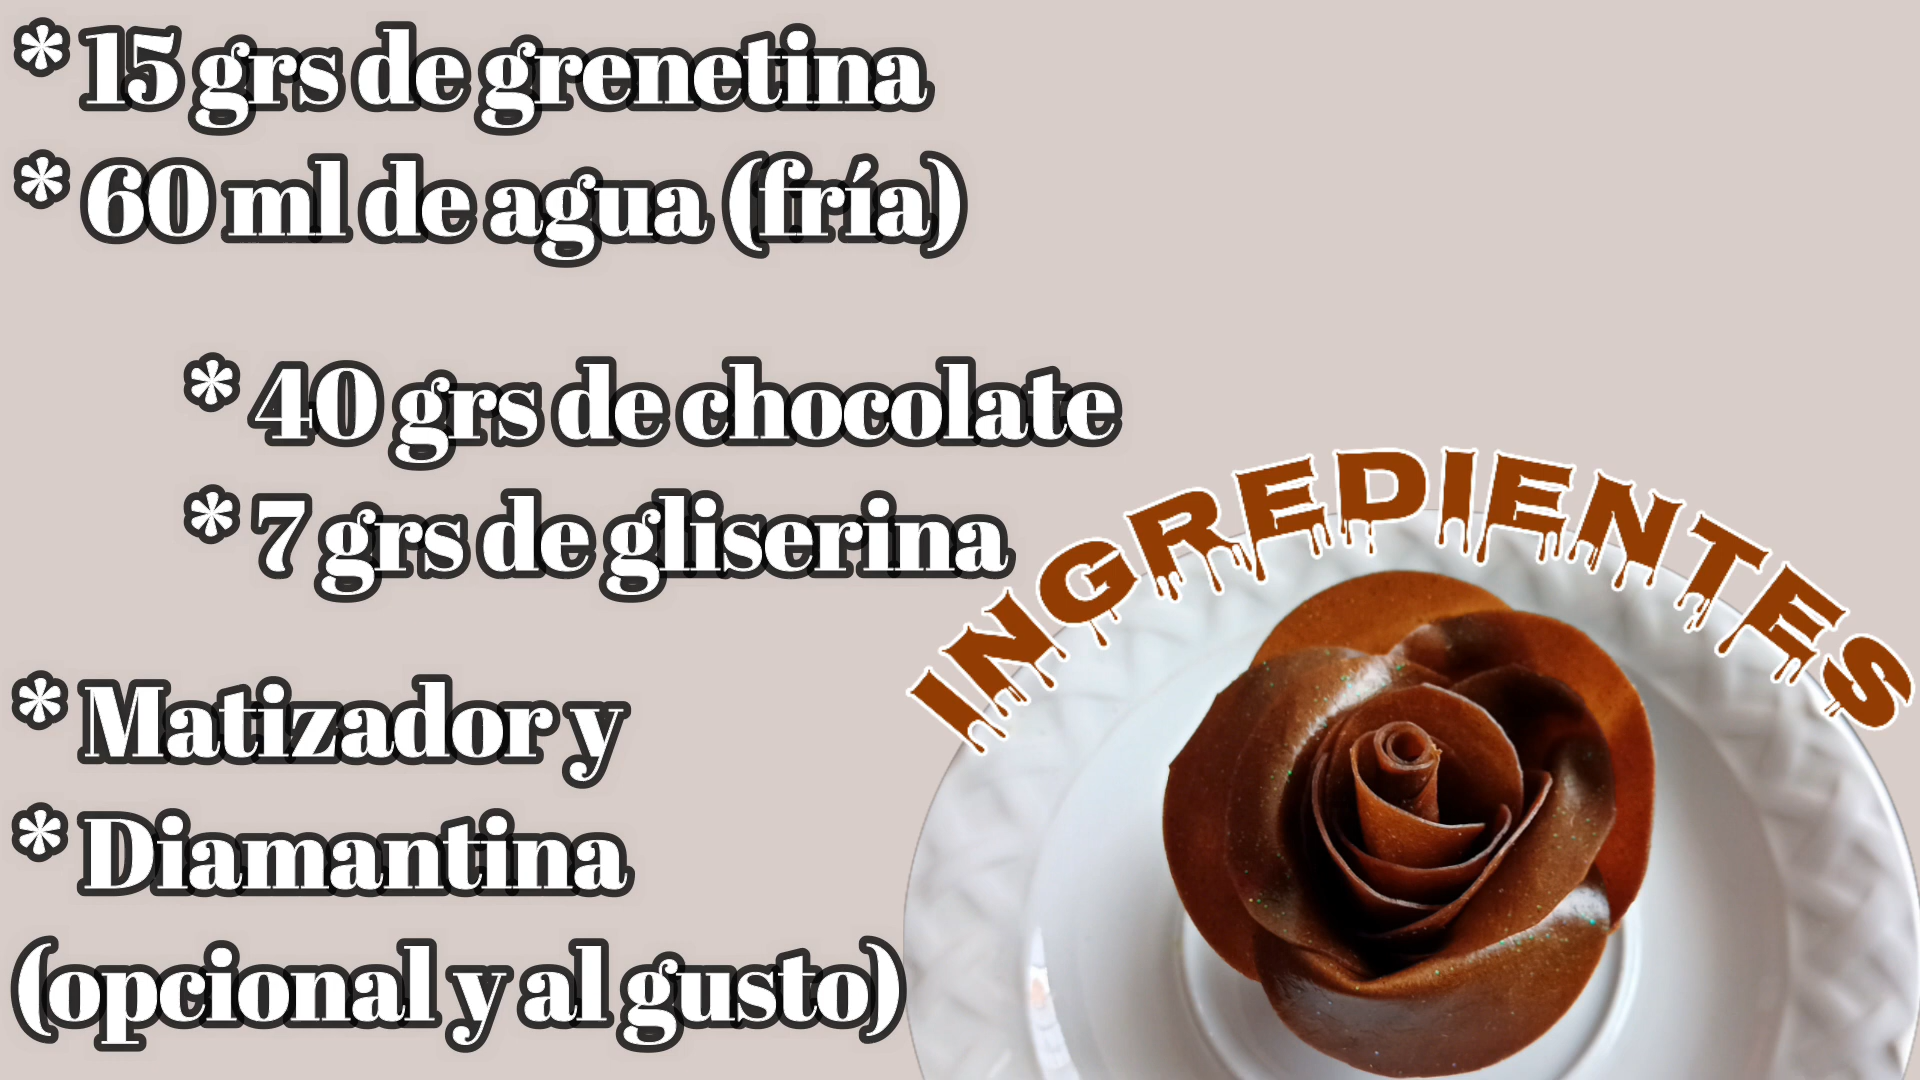 * 15 grs de grenetina
* 60 ml de agua (fría)
* 40 grs de chocolate
* 7 grs de gliserina
INGREDIENTES
* Matizador y
* Diamantina
(opcional y al gusto)